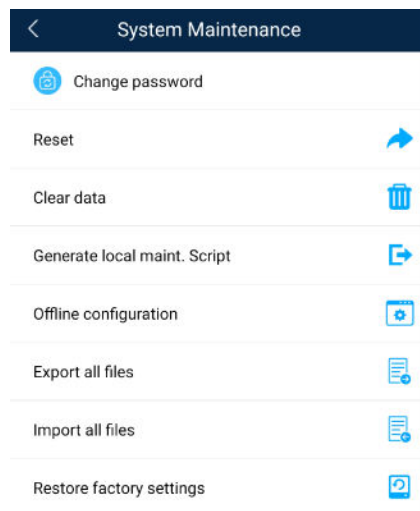 System Maintenance
Change password
Reset
Clear data
Generate local maint. Script
Offline configuration
Export all files
Import all files
Restore factory settings